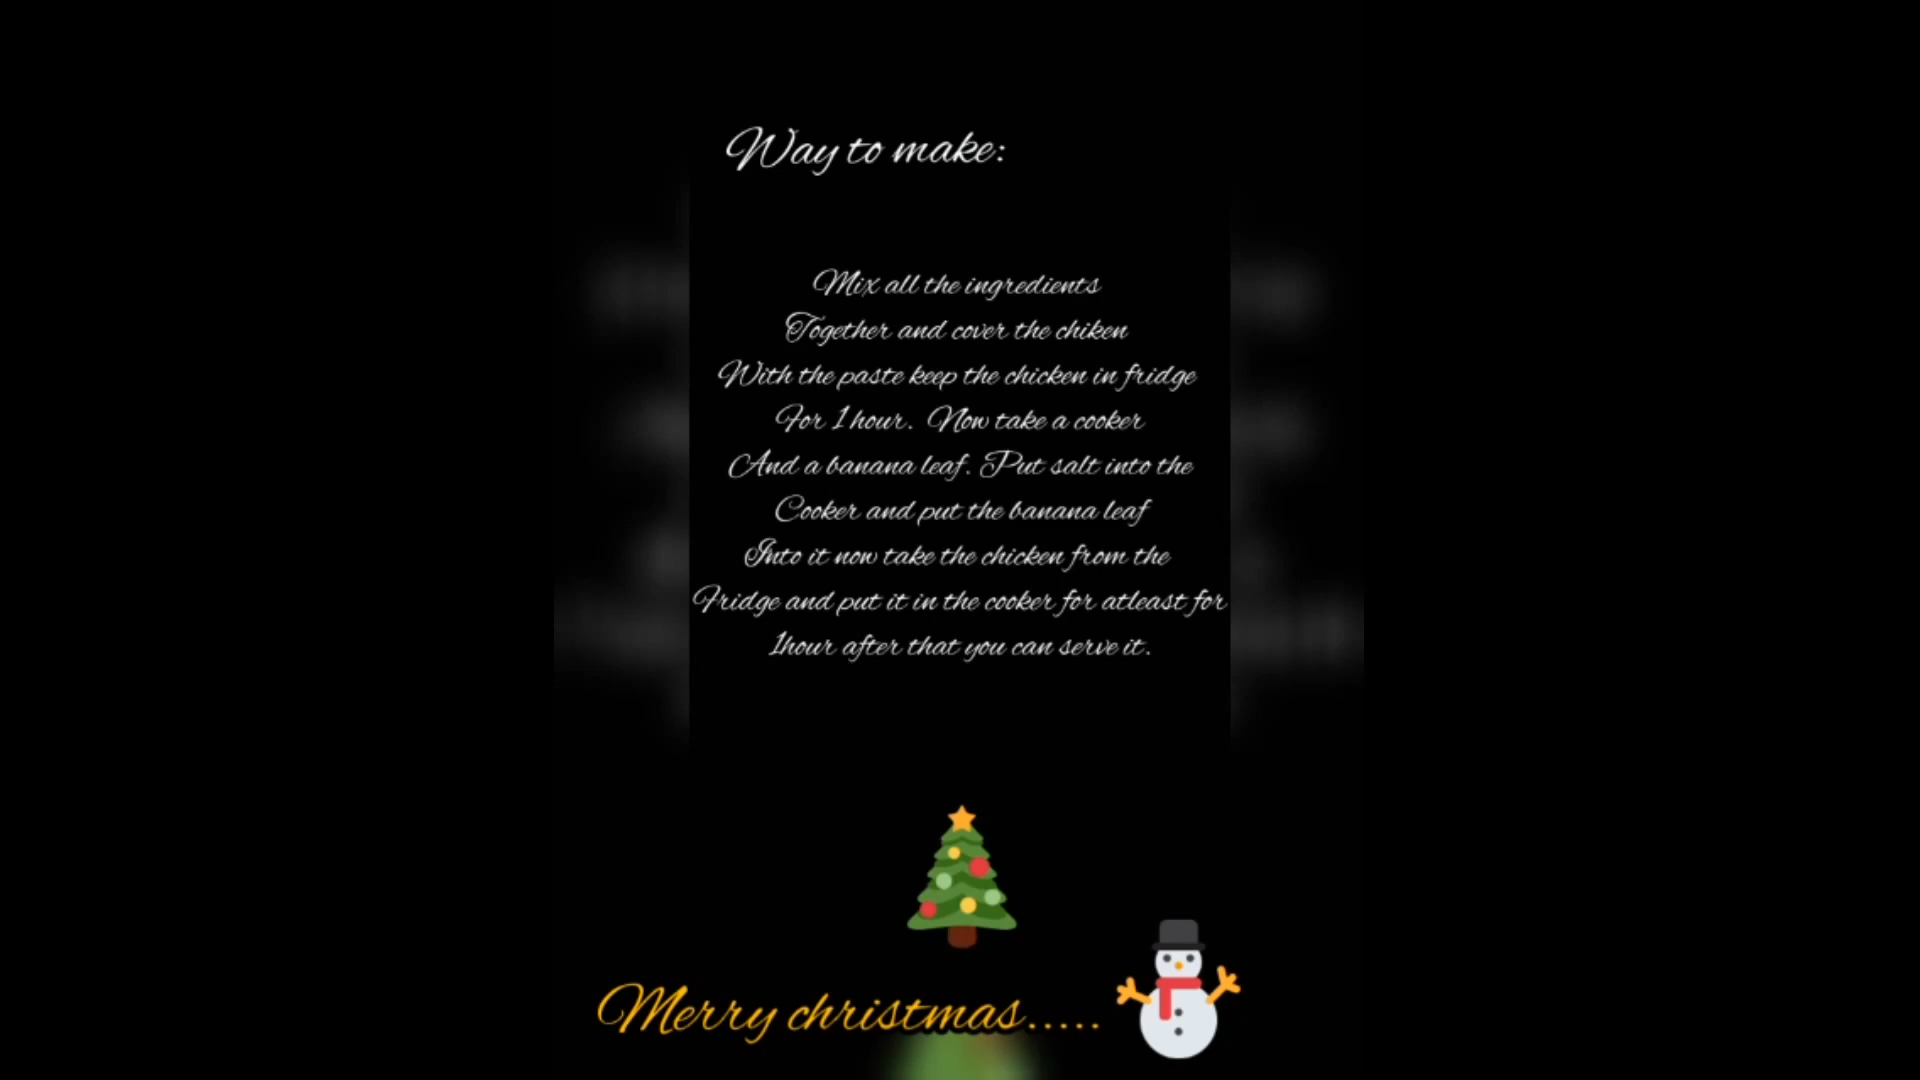 Way to make:
Mix all the ingredients
Together and cover the chiken
With the paste keep the chicken in fridge
For 1 hour. Now take a cooker
And a banana leaf. Put salt into the
Cooker and put the banana leaf
Into it now take the chicken from the
Fridge and put it in the cooker for atleast for
1hour after that you can serve it.
Merry christmas.....